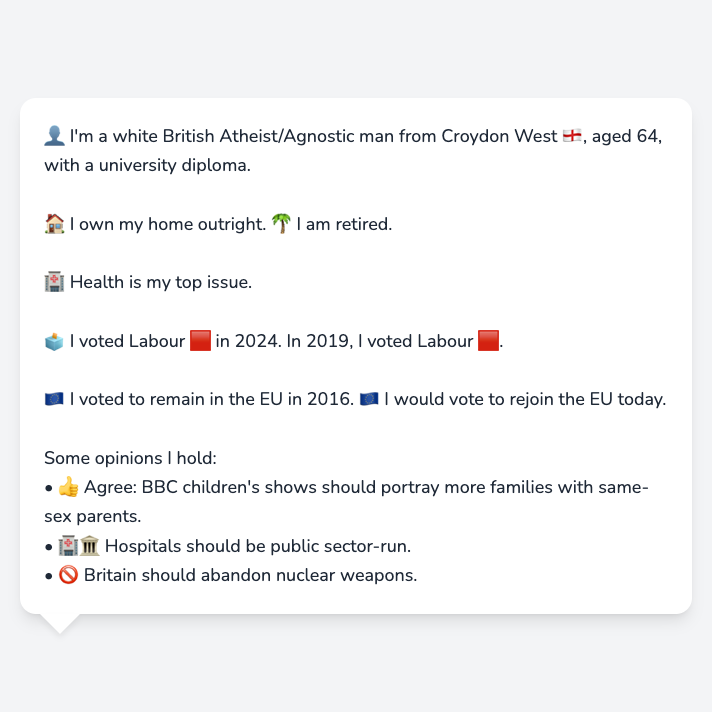 👤 I'm a white British Atheist/Agnostic man from Croydon West 🏴󠁧󠁢󠁥󠁮󠁧󠁿, aged 64,
with a university diploma.
🏠 I own my home outright. 🌴 I am retired.
🏥 Health is my top issue.
🗳️ I voted Labour 🟥 in 2024. In 2019, I voted Labour 🟥.
🇪🇺 I voted to remain in the EU in 2016. 🇪🇺 I would vote to rejoin the EU today.
Some opinions I hold:
• 👍 Agree: BBC children's shows should portray more families with same-
sex parents.
• 🏥🏛️ Hospitals should be public sector-run.
• 🚫 Britain should abandon nuclear weapons.